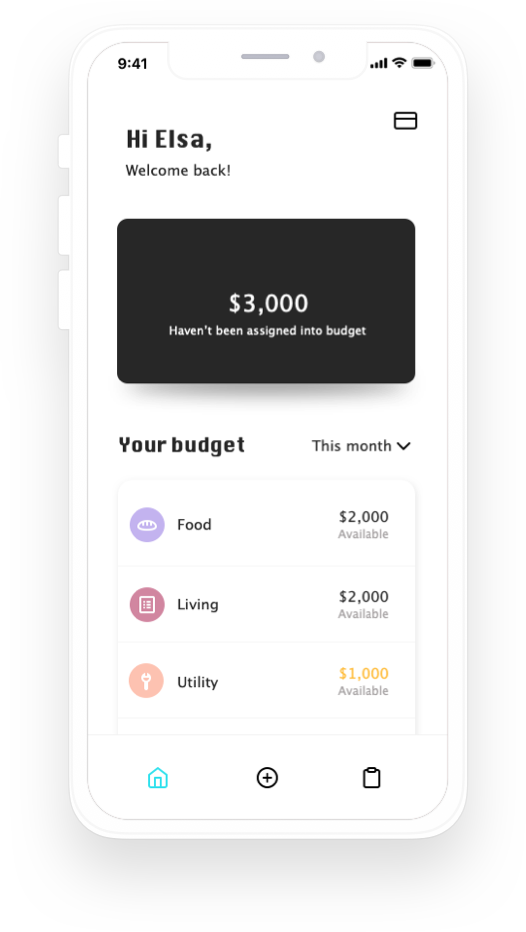 9:41
Hi Elsa,
Welcome back!
$3,000
Haven't been assigned into budget
Your budget
This month
Food
$2,000
Available
Living
$2,000
Available
Utility
$1,000
Available